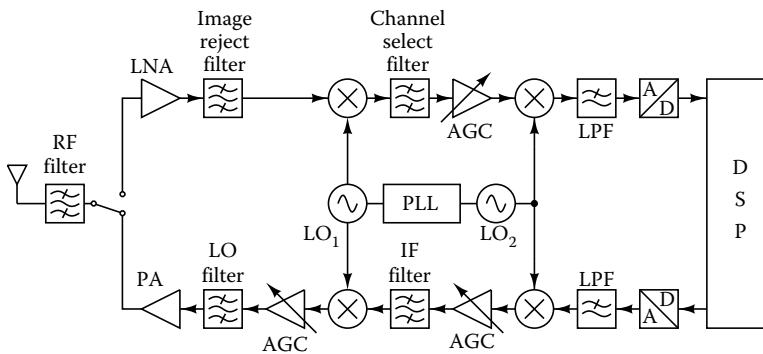 Image
reject
filter
Channel
select
filter
LNA
AGC
LPF
A
D
RF
filter
D
S
P
LO1
PLL
LO2
PA
LO
filter
AGC
IF
filter
AGC
LPF
D
A